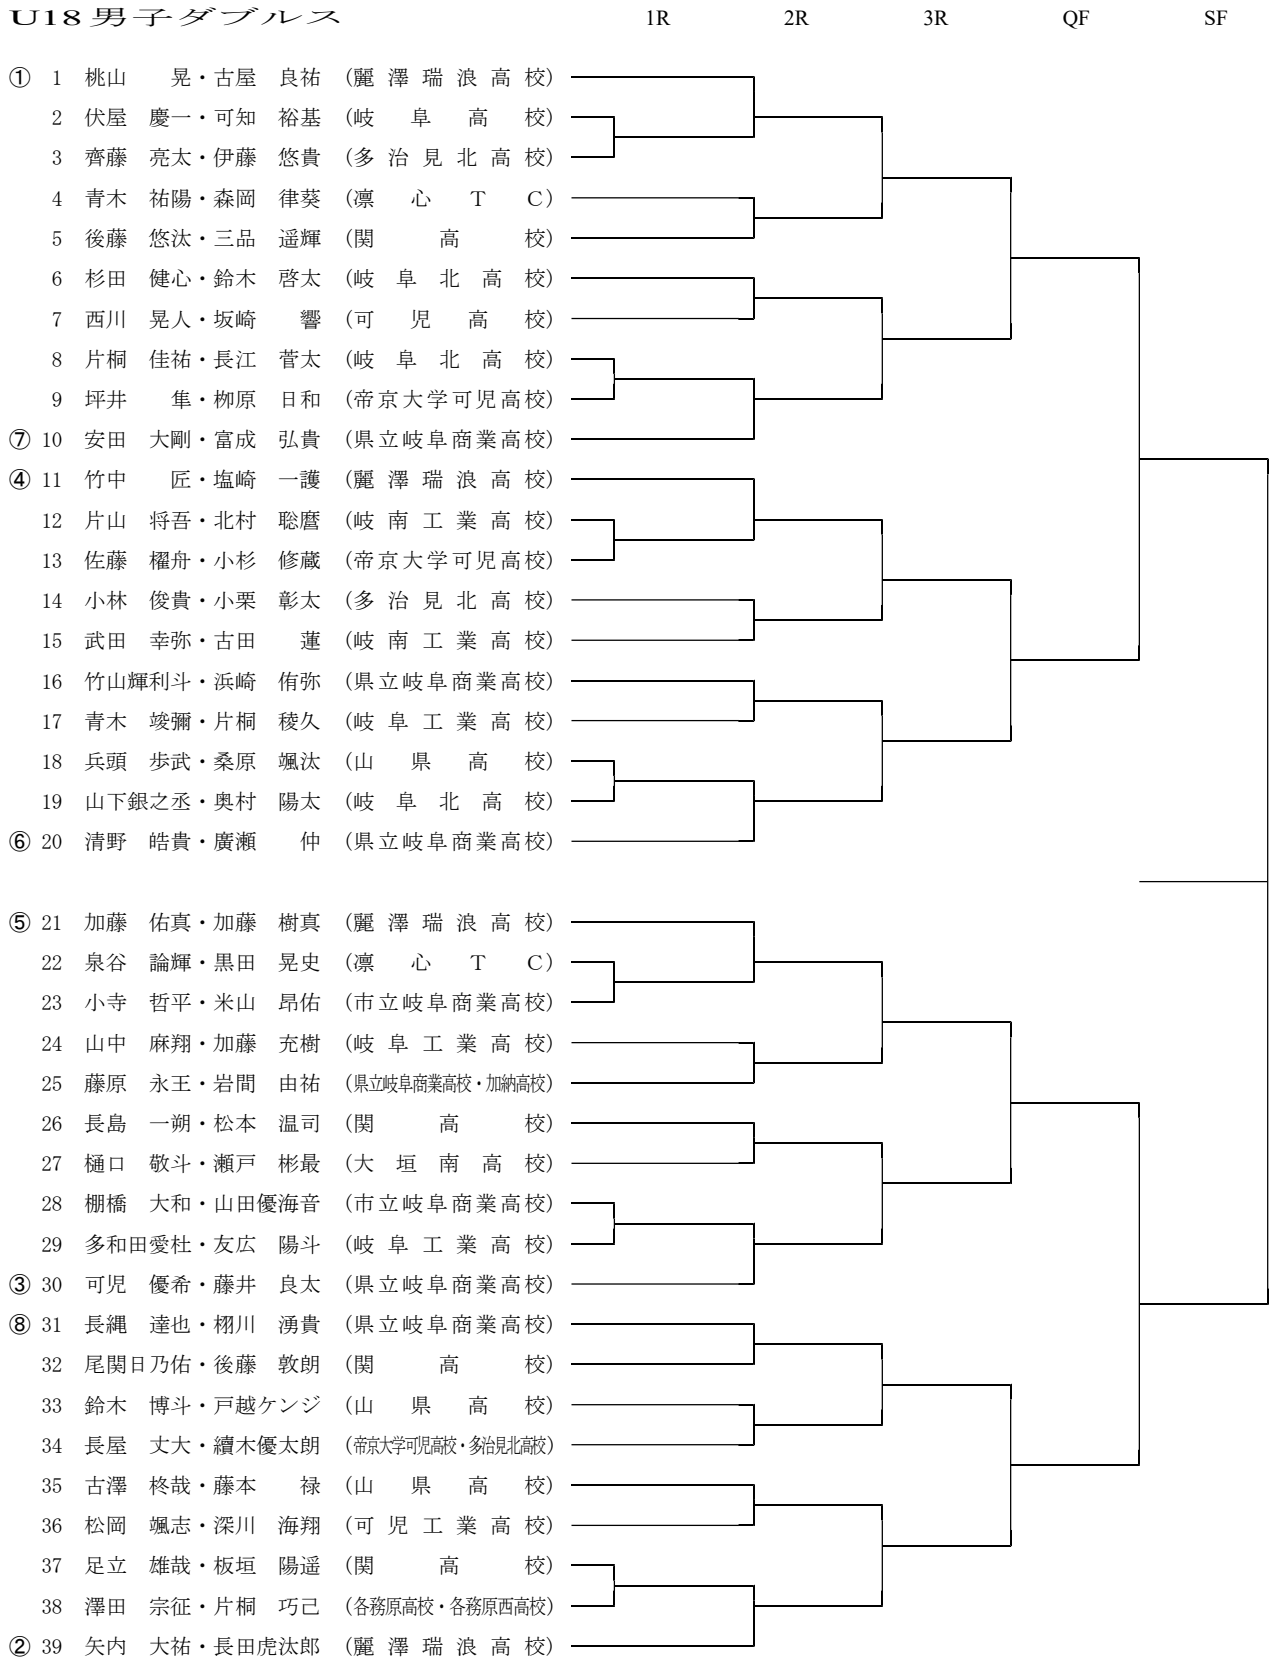 U18 男子ダブルス 1R 2R 3R QF SF
① 1 桃山 晃・古屋 良祐 (麗澤瑞浪高校)
2 伏屋 慶一・可知 裕基 (岐阜高校)
3 齊藤 亮太・伊藤 悠貴 (多治見北高校)
4 青木 祐陽・森岡 律葵 (凛心TC)
5 後藤 悠汰・三品 遥輝 (関高校)
6 杉田 健心・鈴木 啓太 (岐阜北高校)
7 西川 晃人・坂崎 響 (可児高校)
8 片桐 佳祐・長江 菅太 (岐阜北高校)
9 坪井 隼・栁原 日和 (帝京大学可児高校)
⑦ 10 安田 大剛・富成 弘貴 (県立岐阜商業高校)
④ 11 竹中 匠・塩崎 一護 (麗澤瑞浪高校)
12 片山 将吾・北村 聡麿 (岐南工業高校)
13 佐藤 櫂舟・小杉 修蔵 (帝京大学可児高校)
14 小林 俊貴・小栗 彰太 (多治見北高校)
15 武田 幸弥・古田 蓮 (岐南工業高校)
16 竹山輝利斗・浜崎 侑弥 (県立岐阜商業高校)
17 青木 竣彌・片桐 稜久 (岐阜工業高校)
18 兵頭 歩武・桑原 颯汰 (山県高校)
19 山下銀之丞・奥村 陽太 (岐阜北高校)
⑥ 20 清野 皓貴・廣瀬 仲 (県立岐阜商業高校)
⑤ 21 加藤 佑真・加藤 樹真 (麗澤瑞浪高校)
22 泉谷 論輝・黒田 晃史 (凛心TC)
23 小寺 哲平・米山 昂佑 (市立岐阜商業高校)
24 山中 麻翔・加藤 充樹 (岐阜工業高校)
25 藤原 永王・岩間 由祐 (県立岐阜商業高校・加納高校)
26 長島 一朔・松本 温司 (関高校)
27 樋口 敬斗・瀬戸 彬最 (大垣南高校)
28 棚橋 大和・山田優海音 (市立岐阜商業高校)
29 多和田愛杜・友広 陽斗 (岐阜工業高校)
③ 30 可児 優希・藤井 良太 (県立岐阜商業高校)
⑧ 31 長縄 達也・栩川 湧貴 (県立岐阜商業高校)
32 尾関日乃佑・後藤 敦朗 (関高校)
33 鈴木 博斗・戸越ケンジ (山県高校)
34 長屋 丈大・續木優太朗 (帝京大学可児高校・多治見北高校)
35 古澤 柊哉・藤本 禄 (山県高校)
36 松岡 颯志・深川 海翔 (可児工業高校)
37 足立 雄哉・板垣 陽遥 (関高校)
38 澤田 宗征・片桐 巧己 (各務原高校・各務原西高校)
② 39 矢内 大祐・長田虎汰郎 (麗澤瑞浪高校)